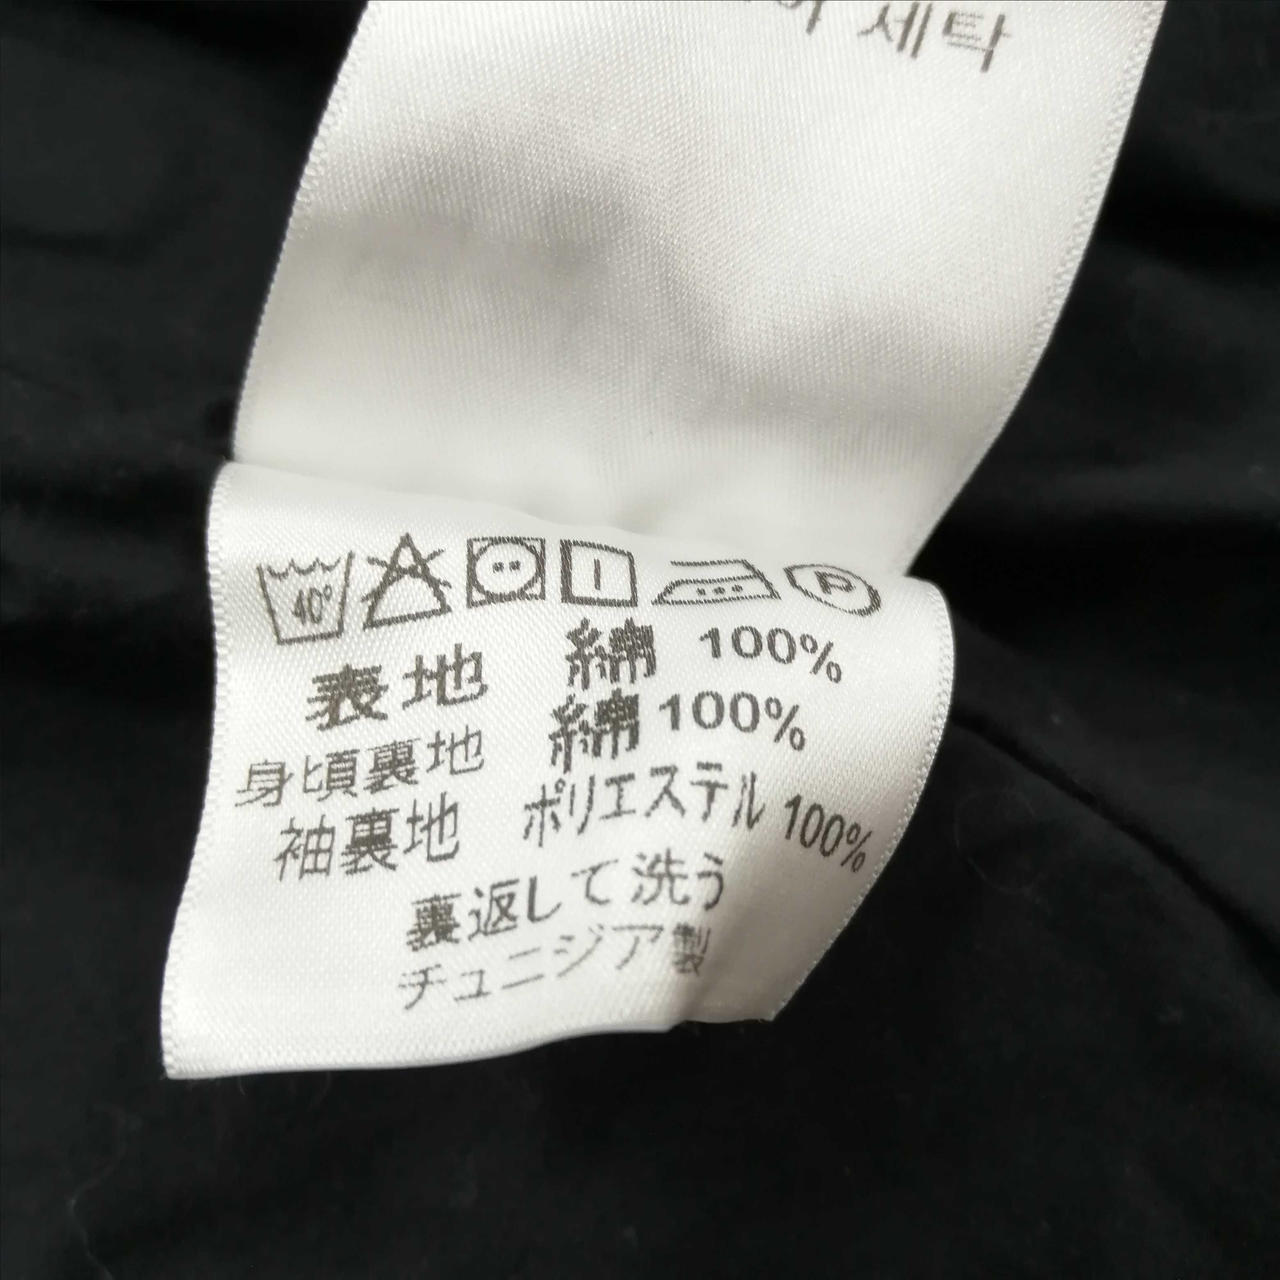 세탁
40°
P
表地 綿 100%
身頃裏地 綿 100%
袖裏地 ポリエステル 100%
裏返して洗う
チュニジア製